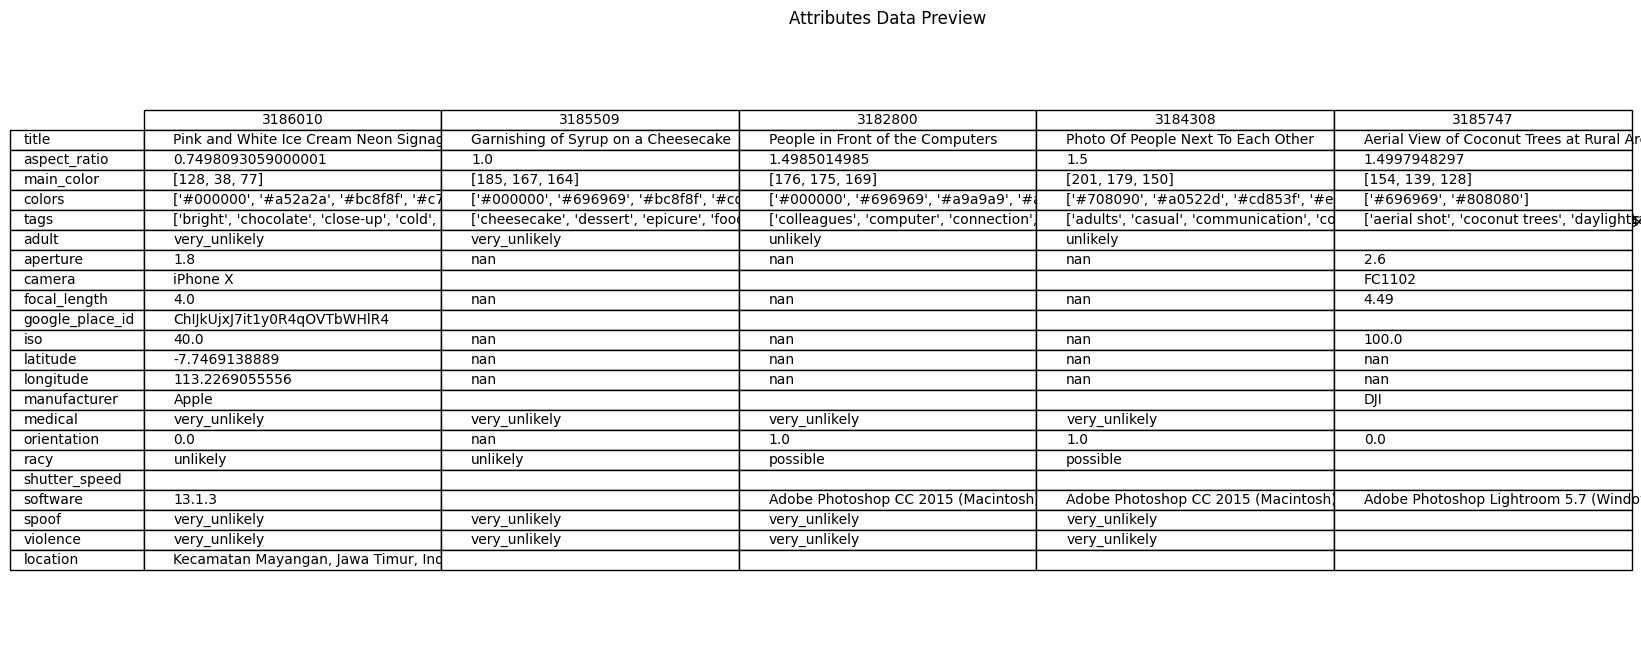 Attributes Data Preview
3186010 3185509 3182800 3184308 3185747
title Pink and White Ice Cream Neon Signag Garnishing of Syrup on a Cheesecake People in Front of the Computers Photo Of People Next To Each Other Aerial View of Coconut Trees at Rural Ar
aspect_ratio 0.7498093059000001 1.0 1.4985014985 1.5 1.4997948297
main_color [128, 38, 77] [185, 167, 164] [176, 175, 169] [201, 179, 150] [154, 139, 128]
colors ['#000000', '#a52a2a', '#bc8f8f', '#c7 ['#000000', '#696969', '#bc8f8f', '#cd ['#000000', '#696969', '#a9a9a9', '#a ['#708090', '#a0522d', '#cd853f', '#e ['#696969', '#808080']
tags ['bright', 'chocolate', 'close-up', 'cold', ['cheesecake', 'dessert', 'epicure', 'food ['colleagues', 'computer', 'connection', ['adults', 'casual', 'communication', 'co ['aerial shot', 'coconut trees', 'daylight
adult very_unlikely very_unlikely unlikely unlikely
aperture 1.8 nan nan nan 2.6
camera iPhone X FC1102
focal_length 4.0 nan nan nan 4.49
google_place_id ChIJkUjxJ7it1y0R4qOVTbWHlR4
iso 40.0 nan nan nan 100.0
latitude -7.7469138889 nan nan nan nan
longitude 113.2269055556 nan nan nan nan
manufacturer Apple DJI
medical very_unlikely very_unlikely very_unlikely very_unlikely
orientation 0.0 nan 1.0 1.0 0.0
racy unlikely unlikely possible possible
shutter_speed
software 13.1.3 Adobe Photoshop CC 2015 (Macintosh Adobe Photoshop CC 2015 (Macintosh) Adobe Photoshop Lightroom 5.7 (Windo
spoof very_unlikely very_unlikely very_unlikely very_unlikely
violence very_unlikely very_unlikely very_unlikely very_unlikely
location Kecamatan Mayangan, Jawa Timur, Ind